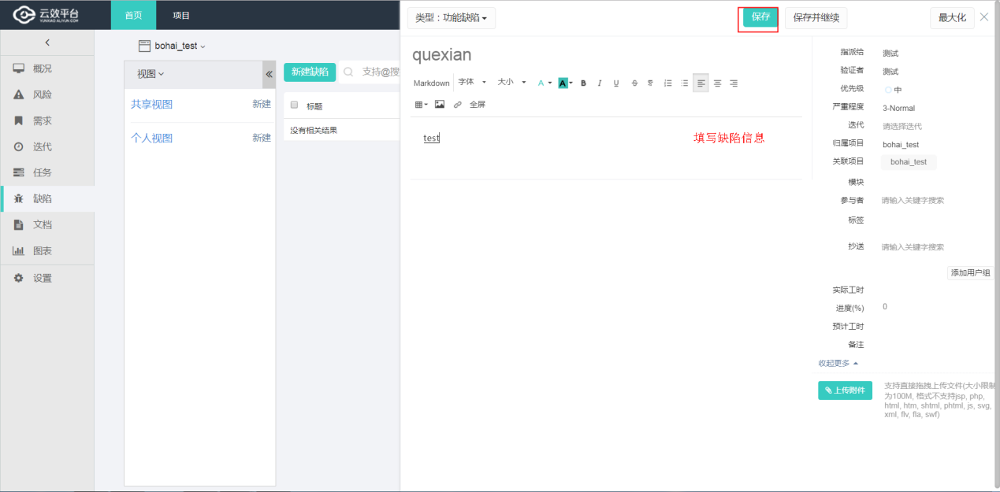 云效平台
YUNXIAO.ALIYUN.COM
首页
项目
概况
风险
需求
迭代
任务
缺陷
文档
图表
设置
bohai_test
视图
共享视图 新建
个人视图 新建
新建缺陷 支持@搜
标题
没有相关结果
类型：功能缺陷
保存
保存并继续
最大化
quexian
Markdown 字体 大小 A A B I U S
全屏
test
填写缺陷信息
指派给 测试
验证者 测试
优先级 中
严重程度 3-Normal
迭代 请选择迭代
归属项目 bohai_test
关联项目 bohai_test
模块
参与者 请输入关键字搜索
标签
抄送 请输入关键字搜索
添加用户组
实际工时
进度(%) 0
预计工时
备注
收起更多
上传附件
支持直接拖拽上传文件(大小限制
为100M, 格式不支持jsp, php,
html, htm, shtml, phtml, js, svg,
xml, flv, fla, swf)